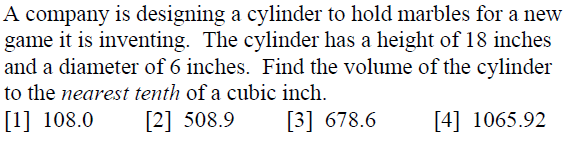 A company is designing a cylinder to hold marbles for a new
game it is inventing.  The cylinder has a height of 18 inches
and a diameter of 6 inches.  Find the volume of the cylinder
to the nearest tenth of a cubic inch.
[1]  108.0 [2]  508.9 [3]  678.6 [4]  1065.92